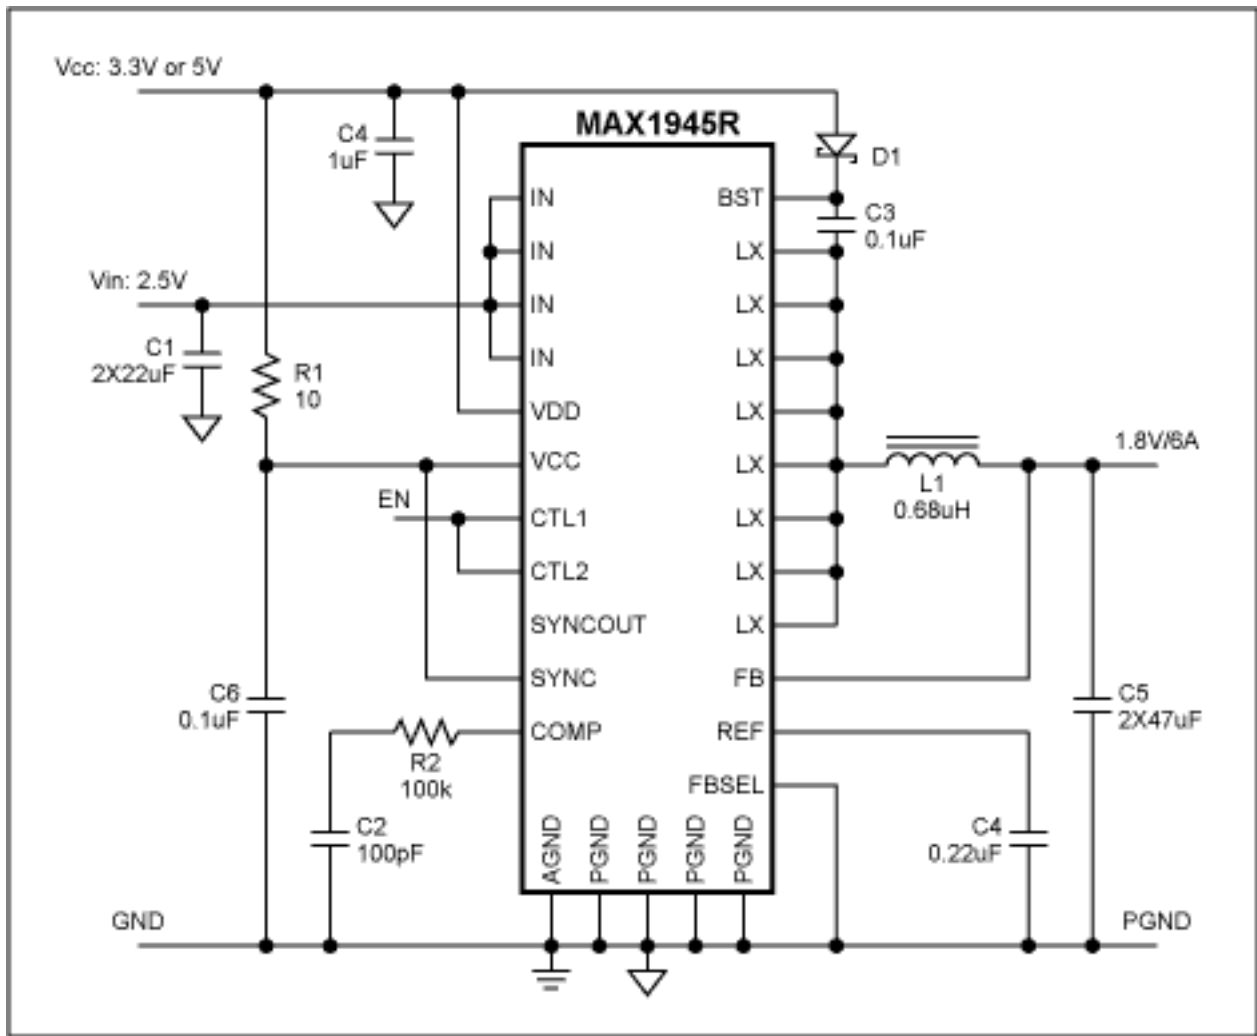 Vcc: 3.3V or 5V
MAX1945R
C4
1uF
D1
IN
BST
C3
0.1uF
IN
LX
Vin: 2.5V
IN
LX
C1
2X22uF
IN
LX
R1
10
VDD
LX
VCC
LX
1.8V/6A
L1
0.68uH
EN
CTL1
LX
CTL2
LX
SYNCOUT
LX
SYNC
FB
C6
0.1uF
C5
2X47uF
COMP
REF
R2
100k
FBSEL
C2
100pF
AGND
PGND
PGND
PGND
PGND
C4
0.22uF
GND
PGND